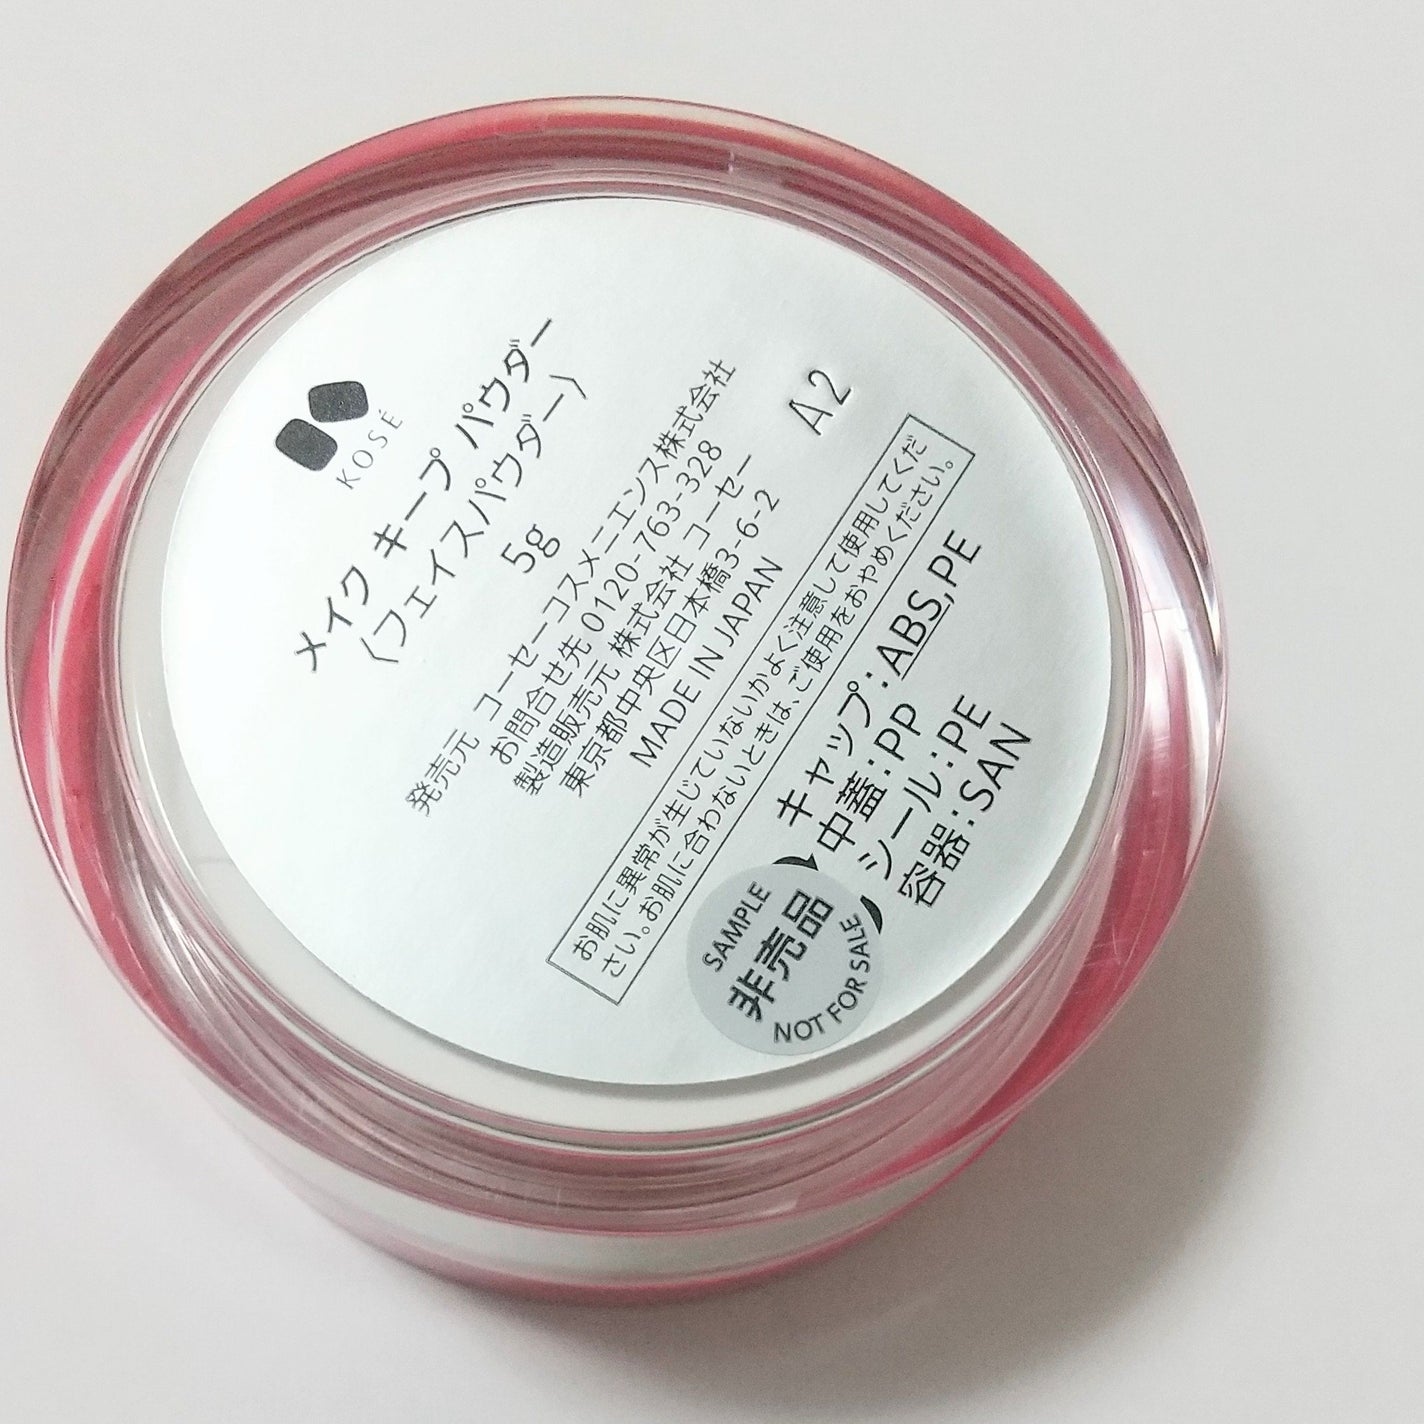 KOSÉ
メイク キープ パウダー
〈フェイスパウダー〉
5g
発売元 コーセーコスメニエンス株式会社
お問合せ先 0120-763-328
製造販売元 株式会社 コーセー
東京都中央区日本橋3-6-2
MADE IN JAPAN
A2
お肌に異常が生じていないかよく注意して使用してくだ
さい。お肌に合わないときは、ご使用をおやめください。
キャップ：ABS,PE
中蓋：PP
シール：PE
容器：SAN
SAMPLE
非売品
NOT FOR SALE